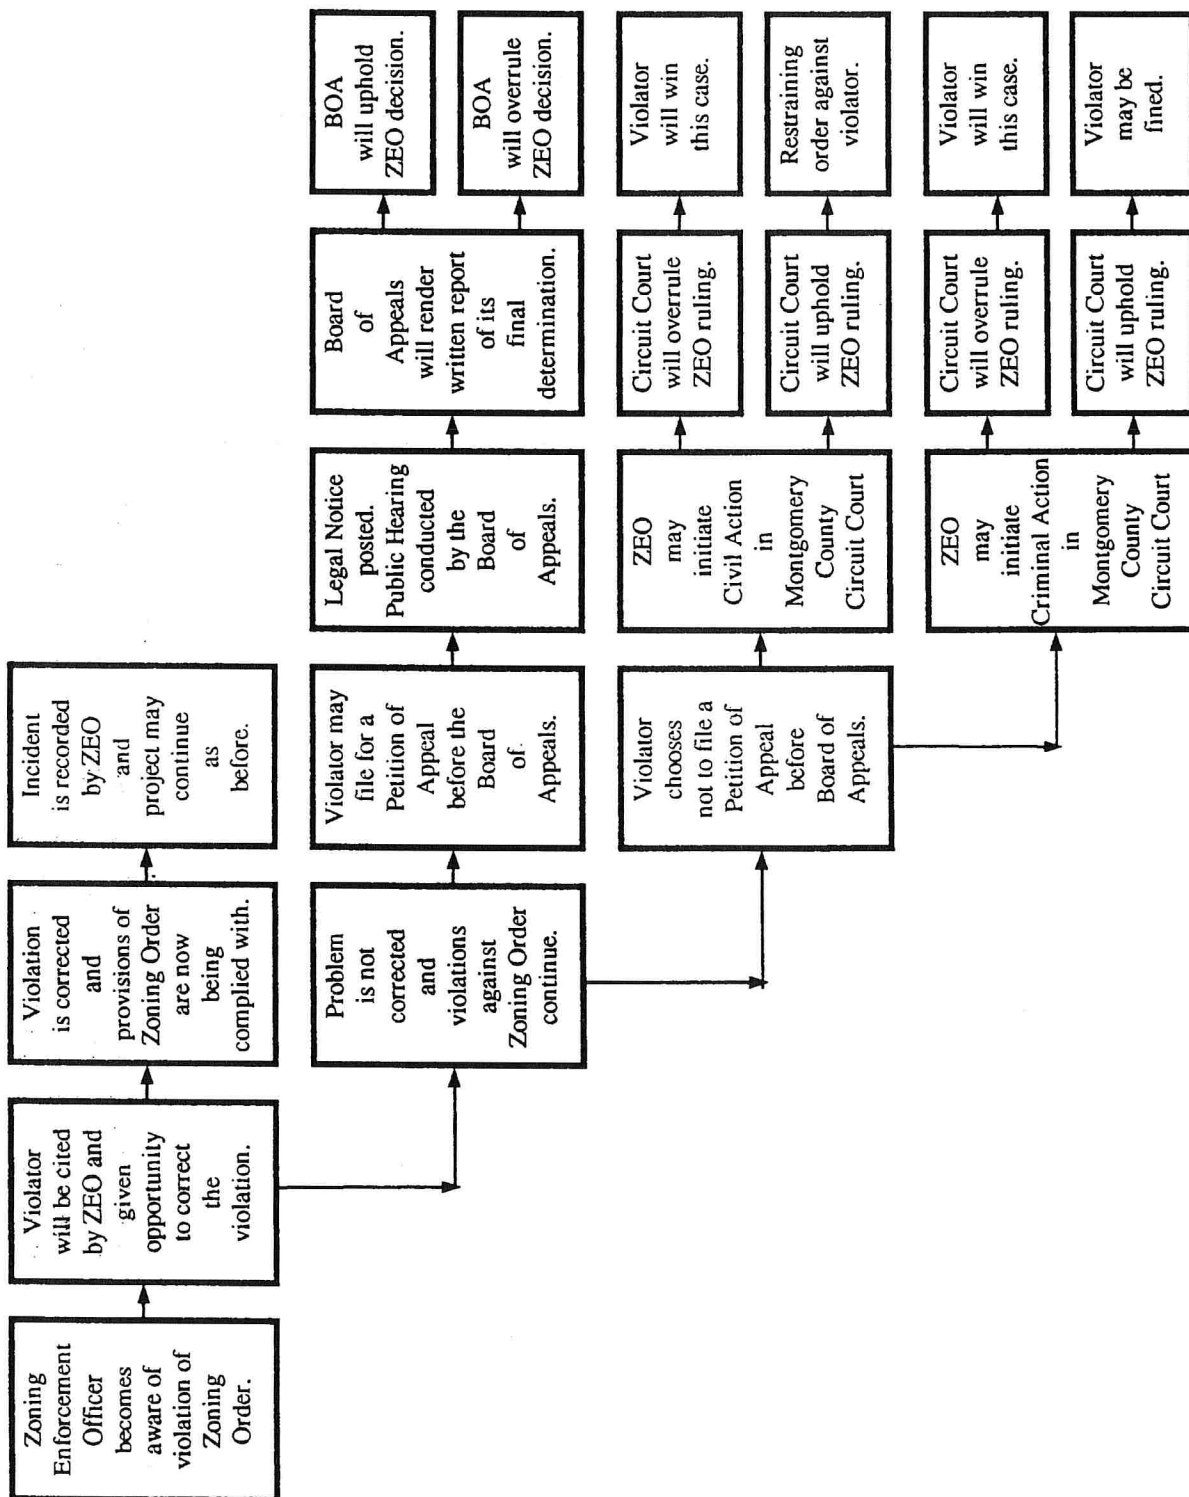 Zoning
Enforcement
Officer
becomes
aware of
violation of
Zoning
Order.
Violator
will be cited
by ZEO and
given
opportunity
to correct
the
violation.
Violation
is corrected
and
provisions of
Zoning Order
are now
being
complied with.
Incident
is recorded
by ZEO
and
project may
continue
as
before.
Problem
is not
corrected
and
violations
against
Zoning Order
continue.
Violator may
file for a
Petition of
Appeal
before the
Board
of
Appeals.
Legal Notice
posted.
Public Hearing
conducted
by the
Board
of
Appeals.
Board
of
Appeals
will render
written report
of its
final
determination.
BOA
will uphold
ZEO decision.
BOA
will overrule
ZEO decision.
Violator
chooses
not to file a
Petition of
Appeal
before
Board of
Appeals.
ZEO
may
initiate
Civil Action
in
Montgomery
County
Circuit Court
Circuit Court
will overrule
ZEO ruling.
Violator
will win
this case.
Circuit Court
will uphold
ZEO ruling.
Restraining
order against
violator.
ZEO
may
initiate
Criminal Action
in
Montgomery
County
Circuit Court
Circuit Court
will overrule
ZEO ruling.
Violator
will win
this case.
Circuit Court
will uphold
ZEO ruling.
Violator
may be
fined.